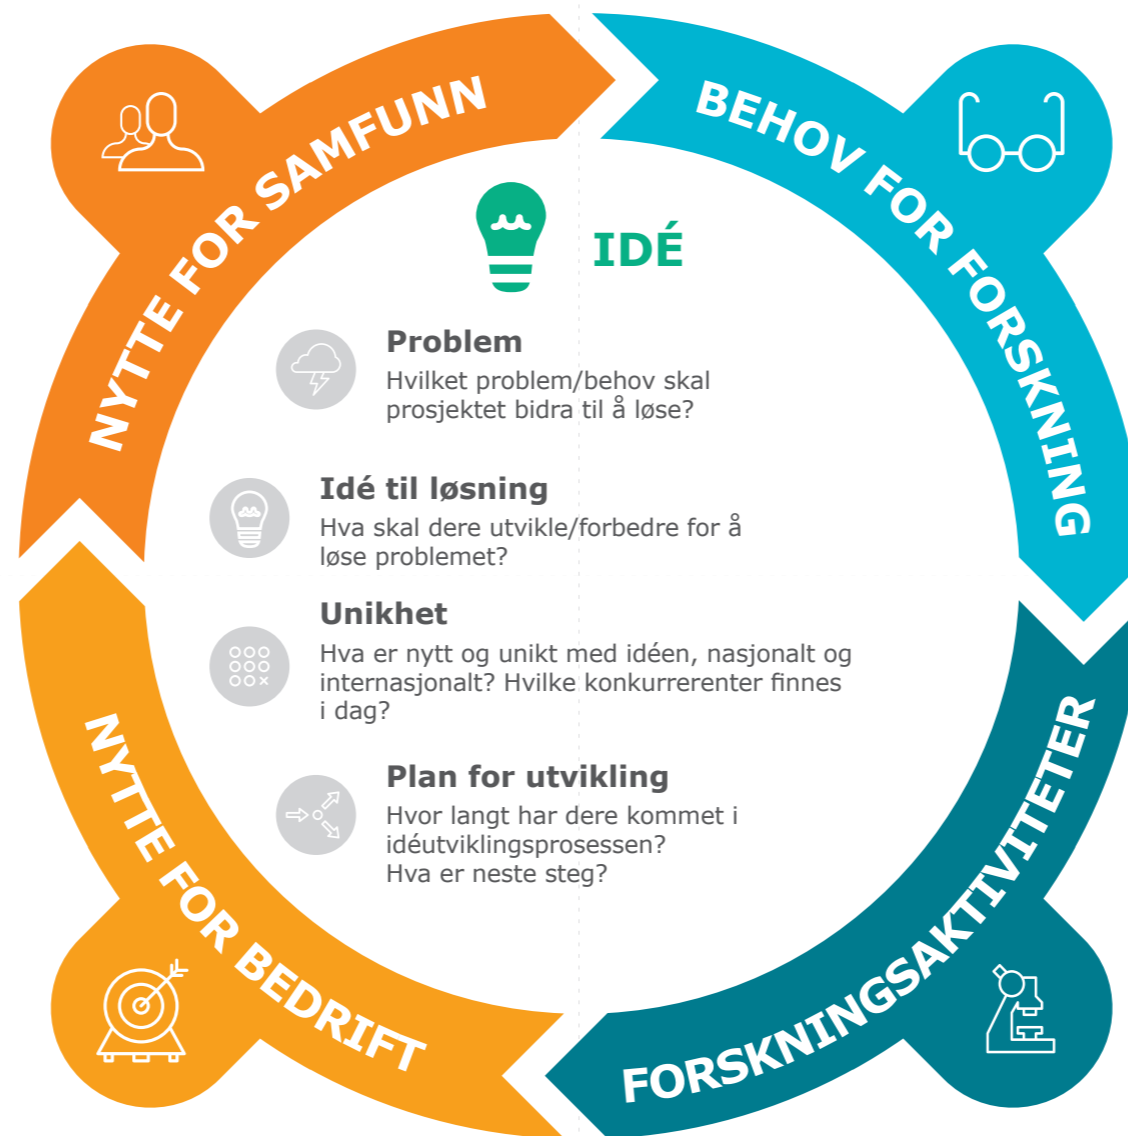 NYTTE FOR SAMFUNN
BEHOV FOR FORSKNING
IDÉ
Problem
Hvilket problem/behov skal
prosjektet bidra til å løse?
Idé til løsning
Hva skal dere utvikle/forbedre for å
løse problemet?
Unikhet
Hva er nytt og unikt med idéen, nasjonalt og
internasjonalt? Hvilke konkurrerenter finnes
i dag?
Plan for utvikling
Hvor langt har dere kommet i
idéutviklingsprosessen?
Hva er neste steg?
NYTTE FOR BEDRIFT
FORSKNINGSAKTIVITETER